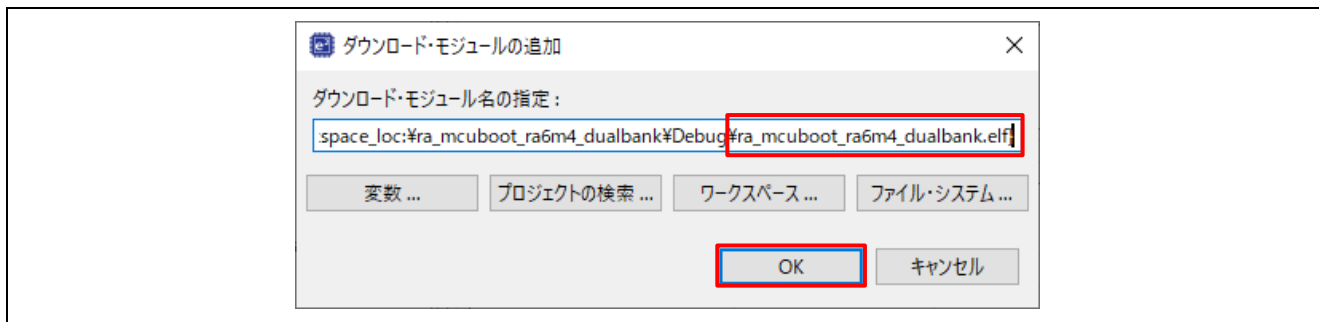 ダウンロード・モジュールの追加
ダウンロード・モジュール名の指定：
:space_loc:¥ra_mcuboot_ra6m4_dualbank¥Debug¥ra_mcuboot_ra6m4_dualbank.elf}
変数 ...
プロジェクトの検索 ...
ワークスペース ...
ファイル・システム ...
OK
キャンセル